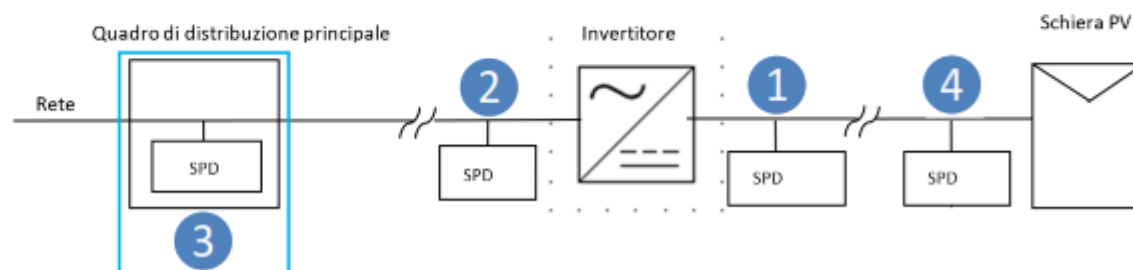 Schiera PV
Quadro di distribuzione principale
Invertitore
2
1
4
Rete
SPD
SPD
SPD
SPD
3